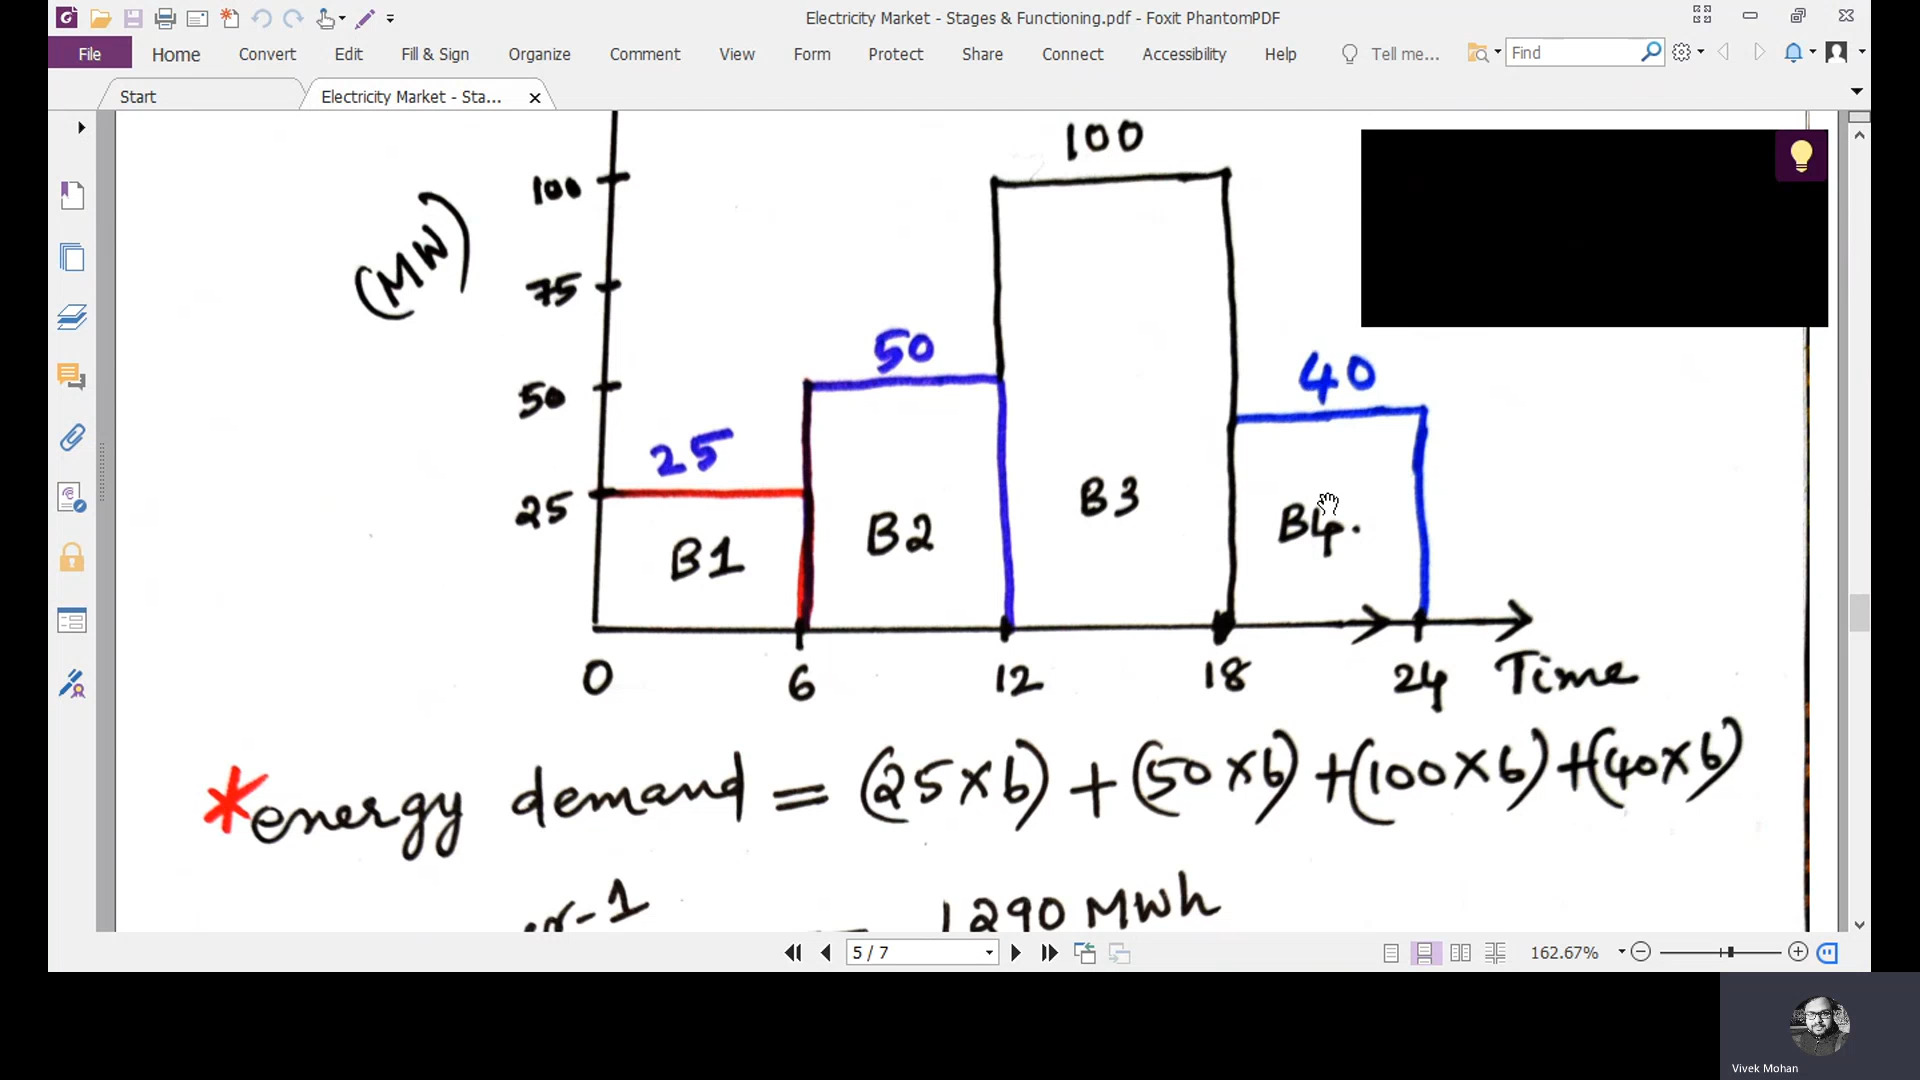 Electricity Market - Stages & Functioning.pdf - Foxit PhantomPDF
File Home Convert Edit Fill & Sign Organize Comment View Form Protect Share Connect Accessibility Help Tell me... Find
Start Electricity Market - Sta...
100
100
(MW)
75
50
50
40
25
25
B1 B2 B3 B4.
0 6 12 18 24 Time
*energy demand = (25×6) + (50×6) + (100×6) + (40×6)
-1 = 1290 MWh
5 / 7 162.67%
Vivek Mohan